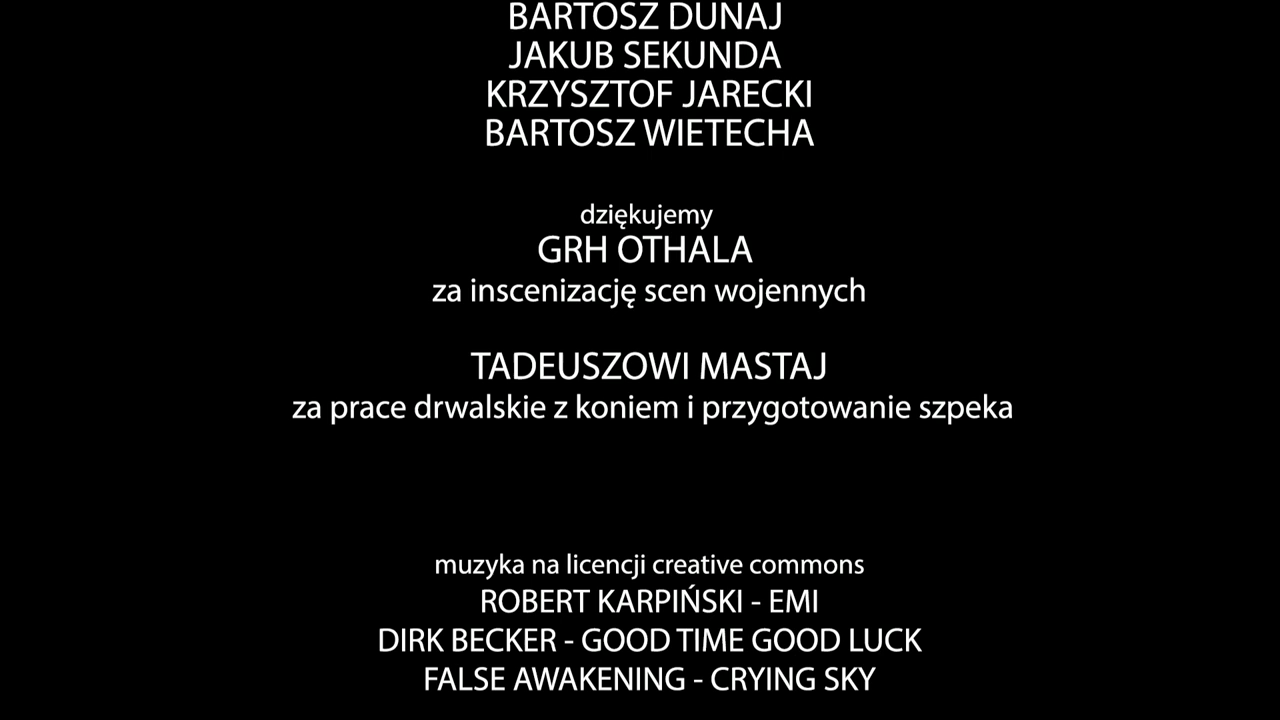 BARTOSZ DUNAJ
JAKUB SEKUNDA
KRZYSZTOF JARECKI
BARTOSZ WIETECHA
dziękujemy
GRH OTHALA
za inscenizację scen wojennych
TADEUSZOWI MASTAJ
za prace drwalskie z koniem i przygotowanie szpeka
muzyka na licencji creative commons
ROBERT KARPIŃSKI - EMI
DIRK BECKER - GOOD TIME GOOD LUCK
FALSE AWAKENING - CRYING SKY